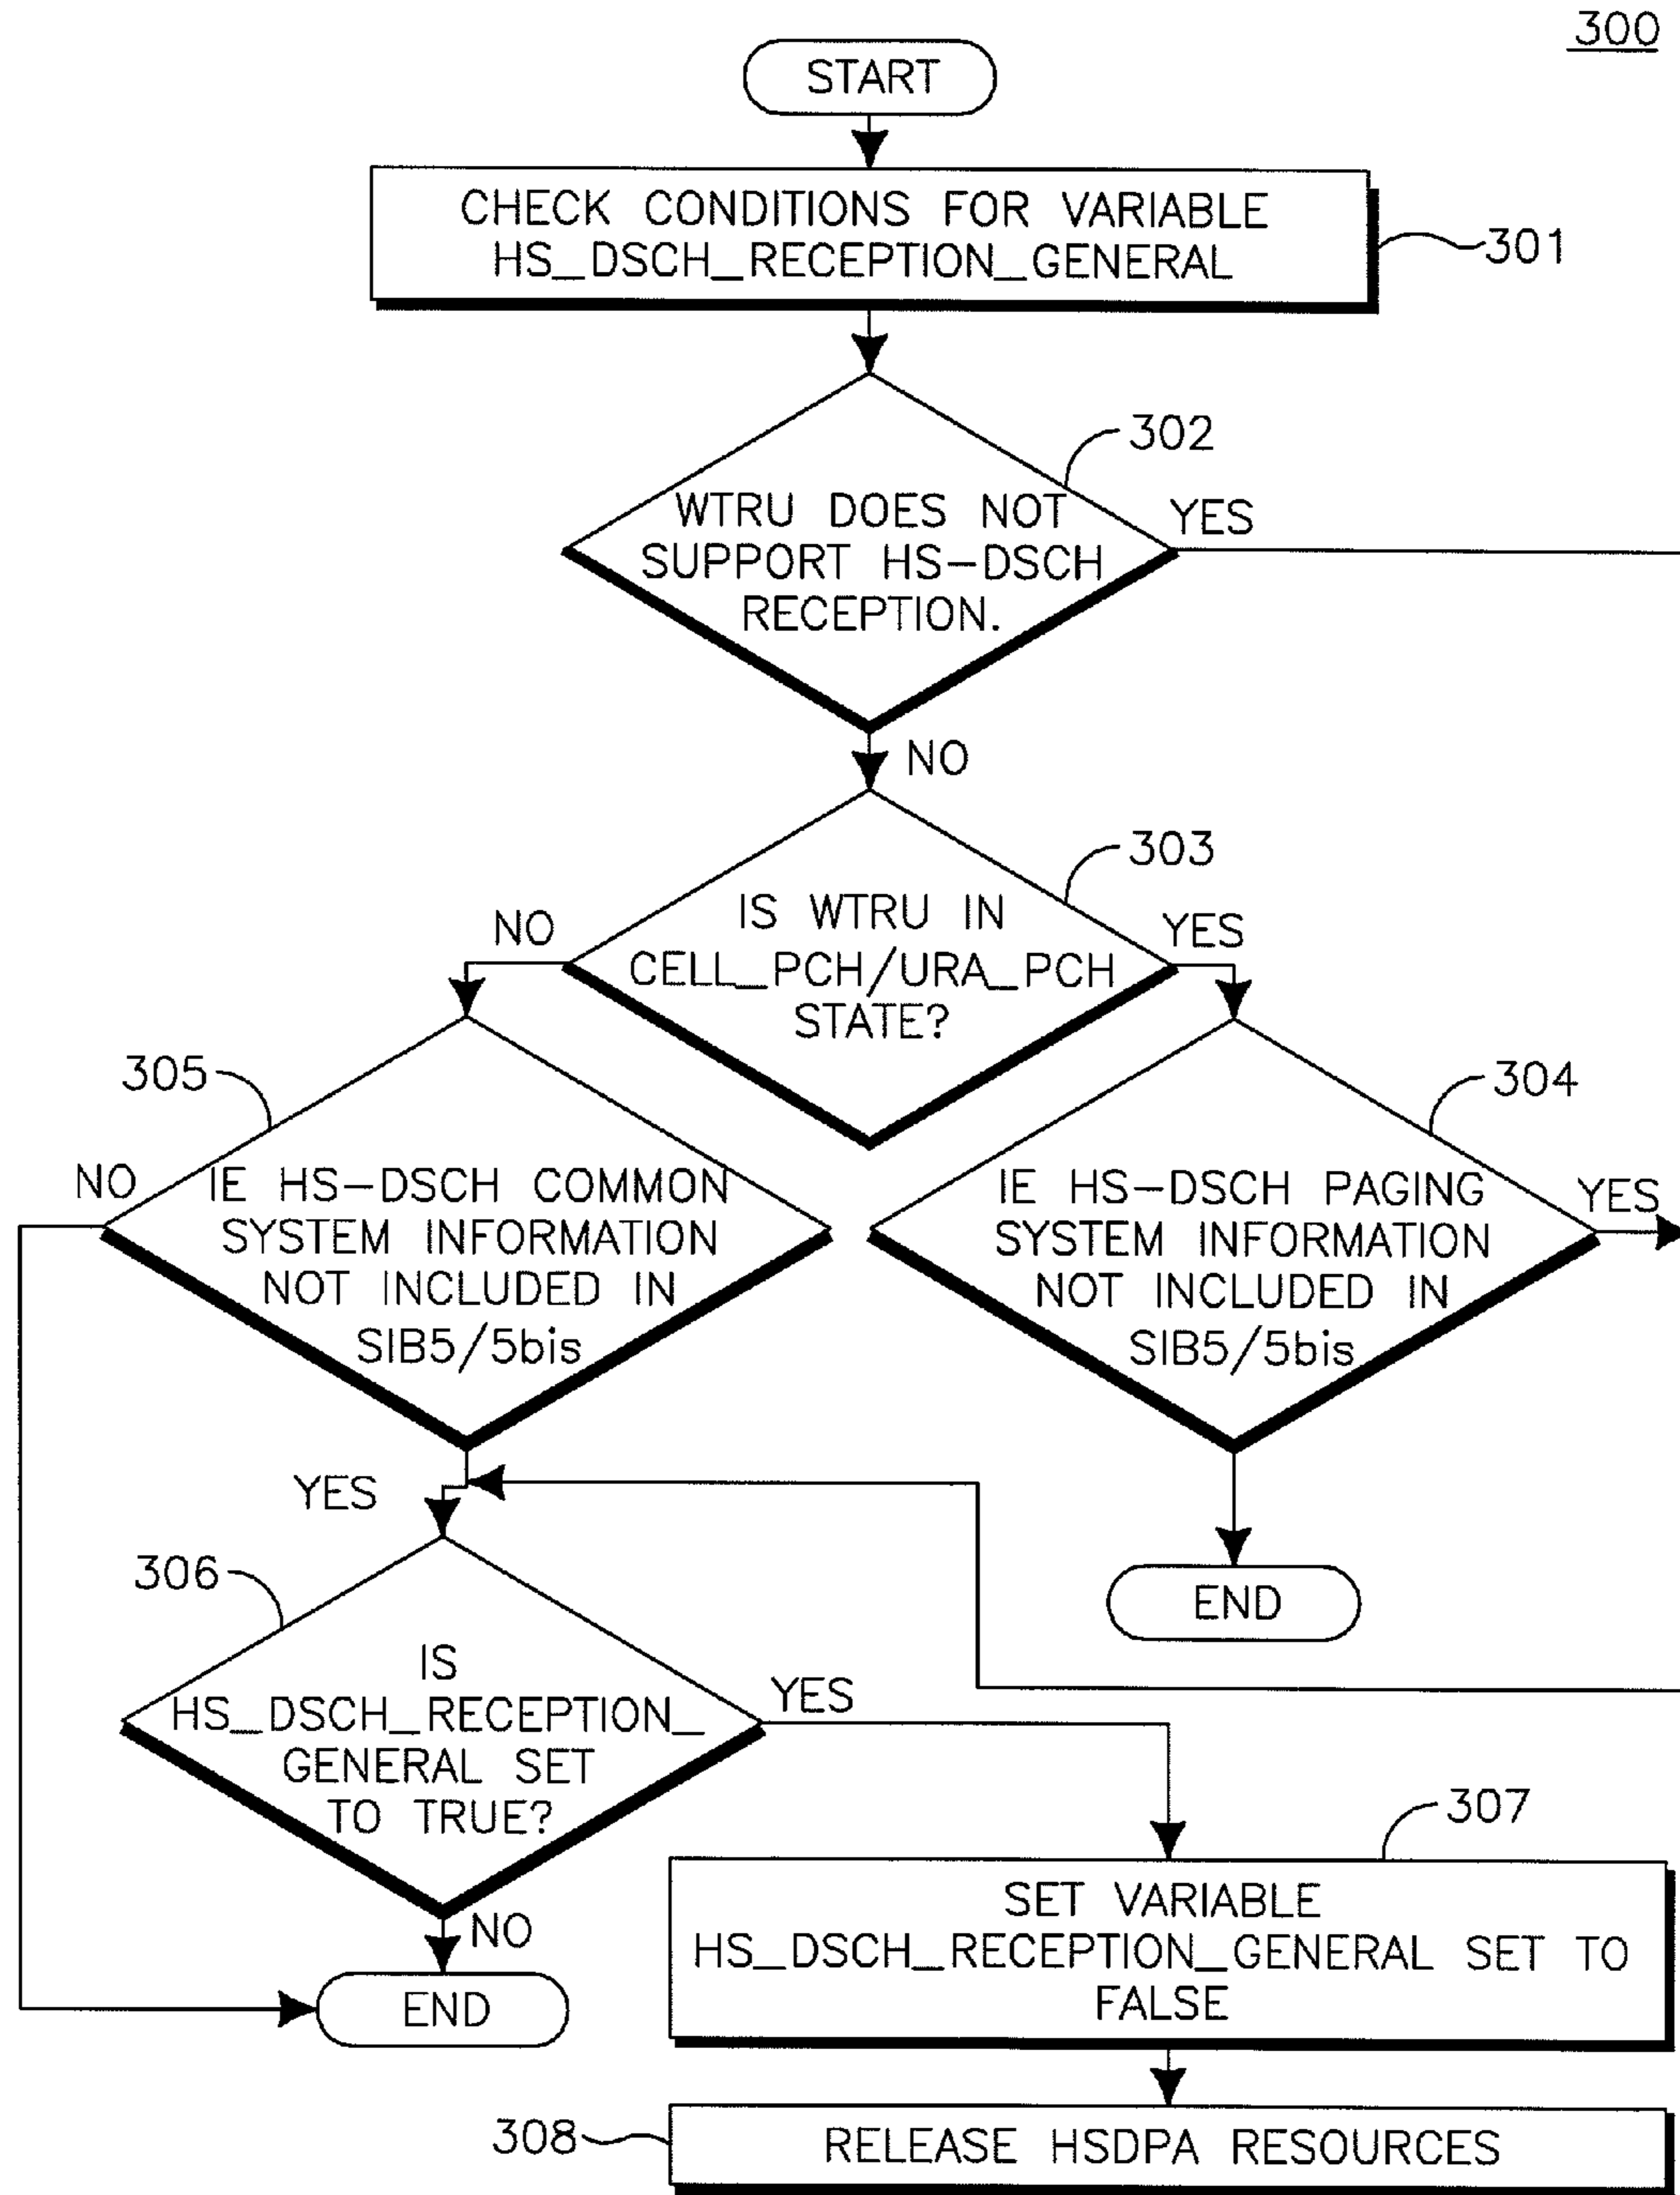 300
START
CHECK CONDITIONS FOR VARIABLE
HS_DSCH_RECEPTION_GENERAL
301
302
WTRU DOES NOT
SUPPORT HS-DSCH
RECEPTION.
YES
NO
303
IS WTRU IN
CELL_PCH/URA_PCH
STATE?
NO
YES
305
304
NO
IE HS-DSCH COMMON
SYSTEM INFORMATION
NOT INCLUDED IN
SIB5/5bis
IE HS-DSCH PAGING
SYSTEM INFORMATION
NOT INCLUDED IN
SIB5/5bis
YES
YES
306
END
IS
HS_DSCH_RECEPTION_
GENERAL SET
TO TRUE?
YES
NO
END
307
SET VARIABLE
HS_DSCH_RECEPTION_GENERAL SET TO
FALSE
308
RELEASE HSDPA RESOURCES